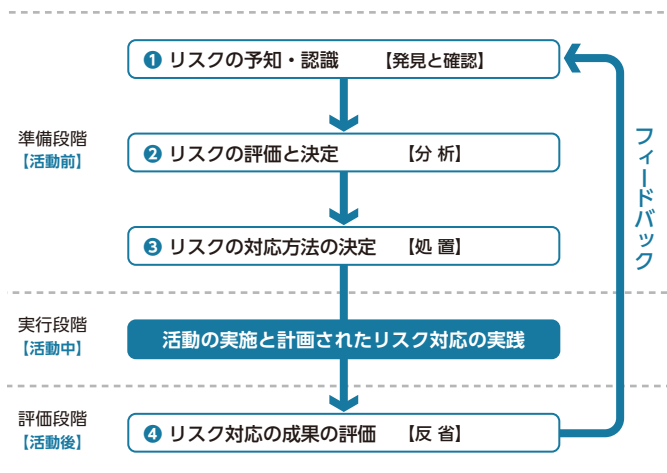 ❶ リスクの予知・認識 【発見と確認】
準備段階
【活動前】
❷ リスクの評価と決定 【分 析】
❸ リスクの対応方法の決定 【処 置】
フィードバック
実行段階
【活動中】
活動の実施と計画されたリスク対応の実践
評価段階
【活動後】
❹ リスク対応の成果の評価 【反 省】